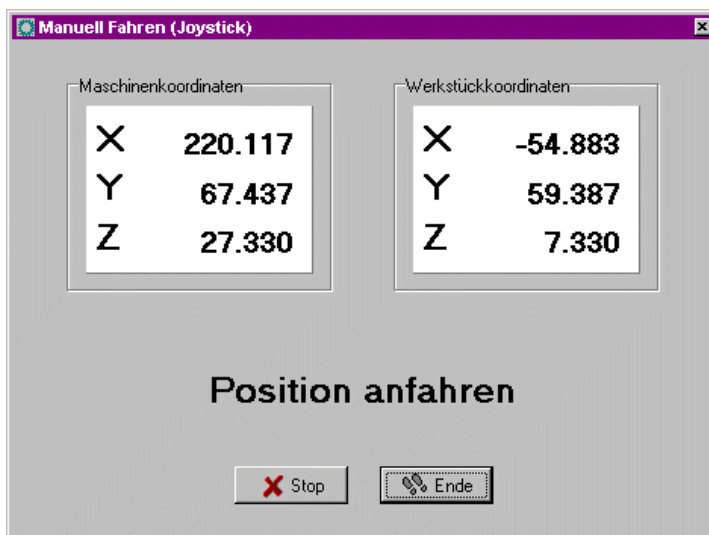 Manuell Fahren (Joystick)
Maschinenkoordinaten
X 220.117
Y 67.437
Z 27.330
Werkstückkoordinaten
X -54.883
Y 59.387
Z 7.330
Position anfahren
Stop
Ende